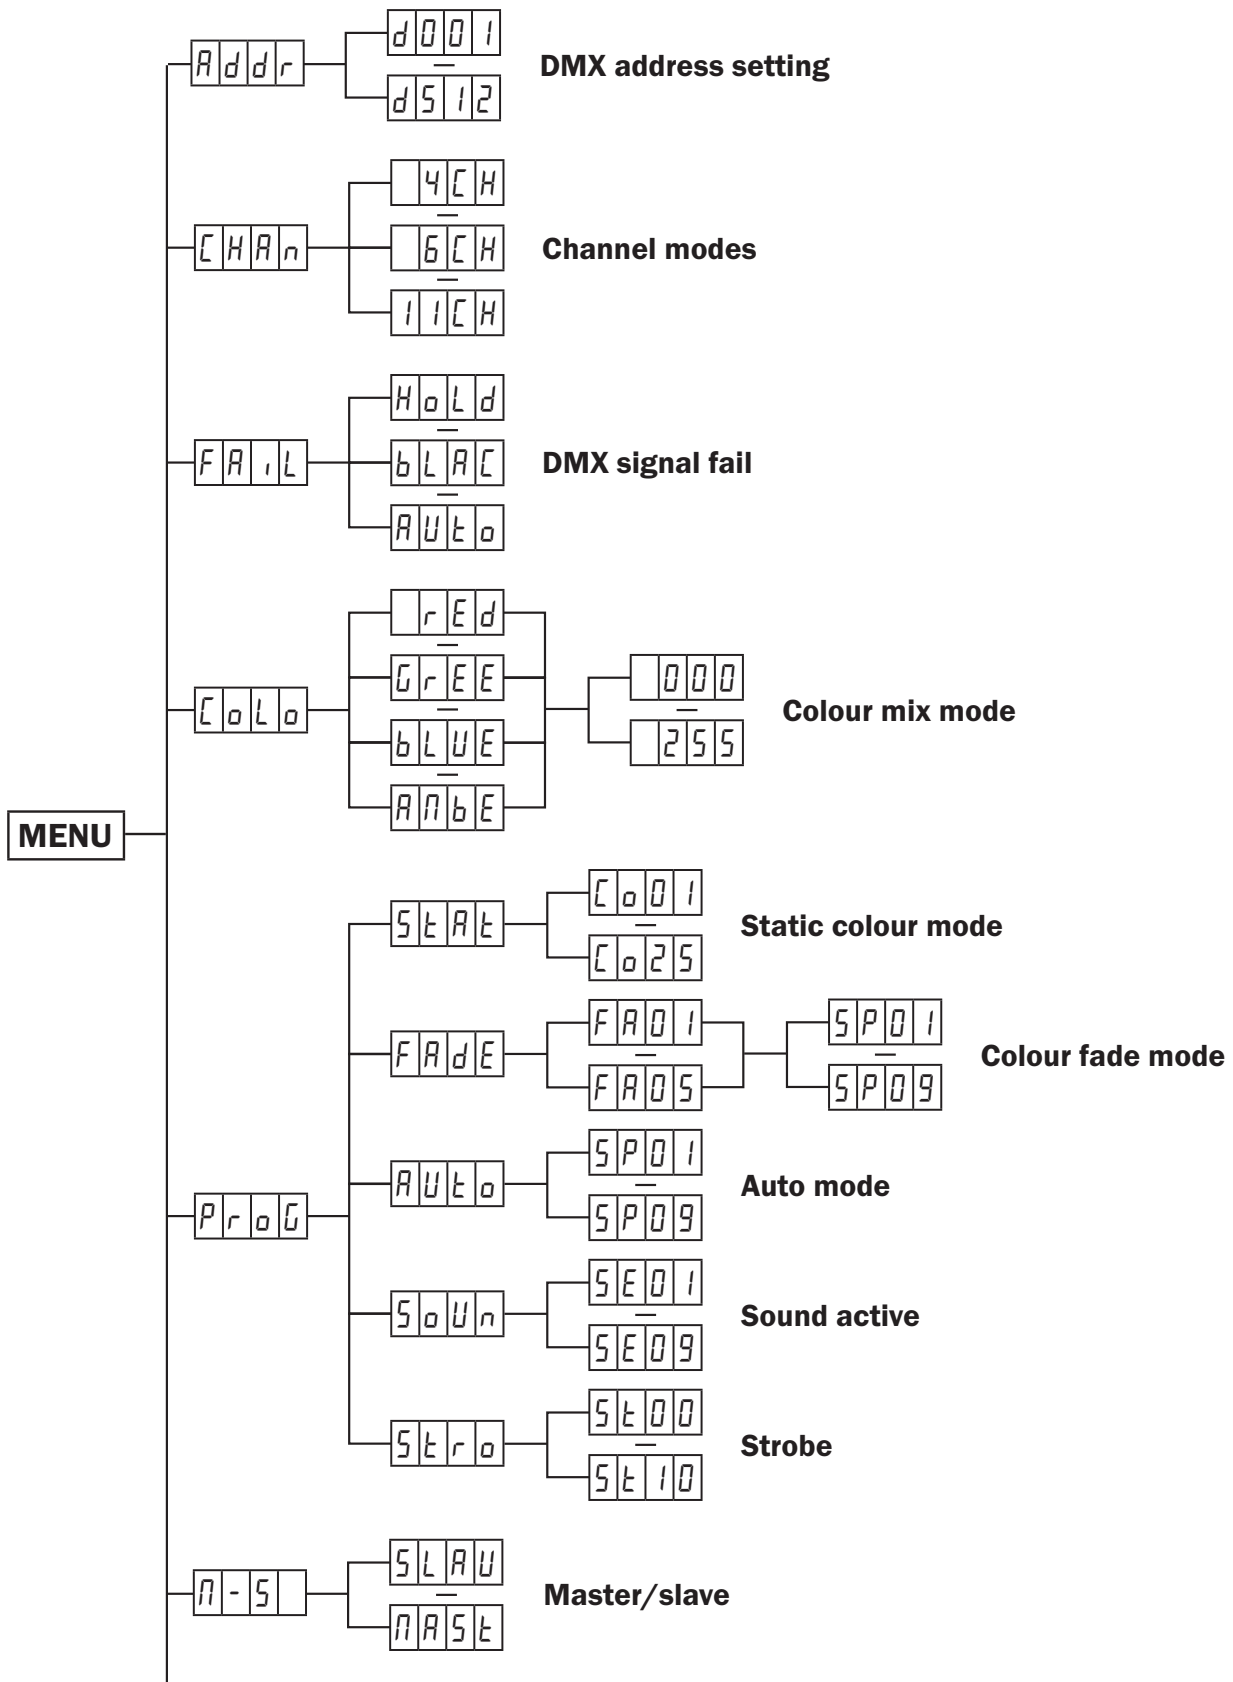 Addr
d001
d512
DMX address setting
CHAn
4CH
6CH
11CH
Channel modes
FAiL
HoLd
bLAC
AUto
DMX signal fail
CoLo
rEd
GrEE
bLUE
AMbE
000
255
Colour mix mode
MENU
ProG
StAt
Co01
Co25
Static colour mode
FAdE
FA01
FA05
SP01
SP09
Colour fade mode
AUto
SP01
SP09
Auto mode
SoUn
SE01
SE09
Sound active
Stro
St00
St10
Strobe
M-S
SLAU
MASt
Master/slave